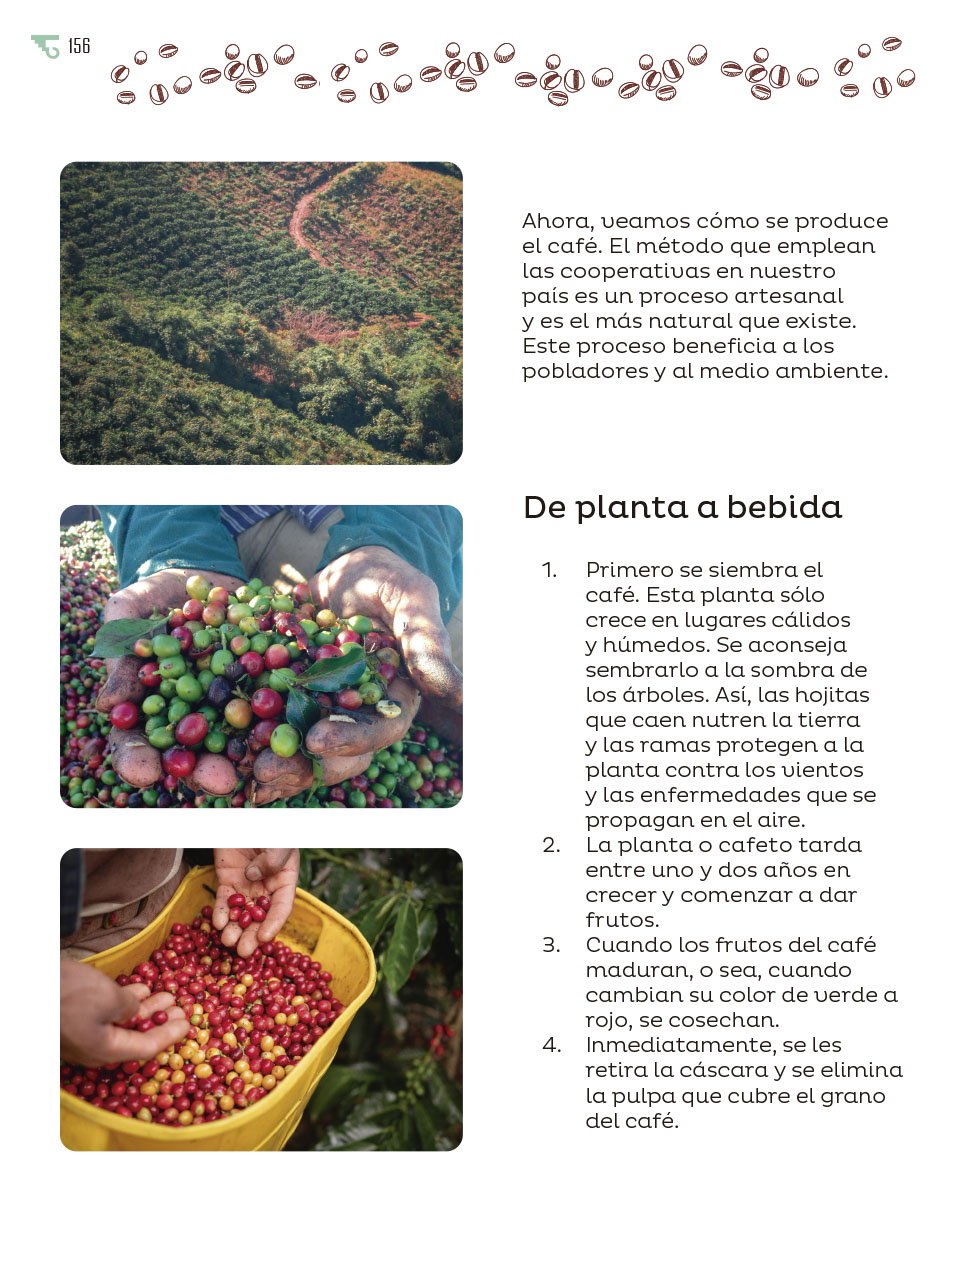 156
Ahora, veamos cómo se produce
el café. El método que emplean
las cooperativas en nuestro
país es un proceso artesanal
y es el más natural que existe.
Este proceso beneficia a los
pobladores y al medio ambiente.
De planta a bebida
1. Primero se siembra el
café. Esta planta sólo
crece en lugares cálidos
y húmedos. Se aconseja
sembrarlo a la sombra de
los árboles. Así, las hojitas
que caen nutren la tierra
y las ramas protegen a la
planta contra los vientos
y las enfermedades que se
propagan en el aire.
2. La planta o cafeto tarda
entre uno y dos años en
crecer y comenzar a dar
frutos.
3. Cuando los frutos del café
maduran, o sea, cuando
cambian su color de verde a
rojo, se cosechan.
4. Inmediatamente, se les
retira la cáscara y se elimina
la pulpa que cubre el grano
del café.